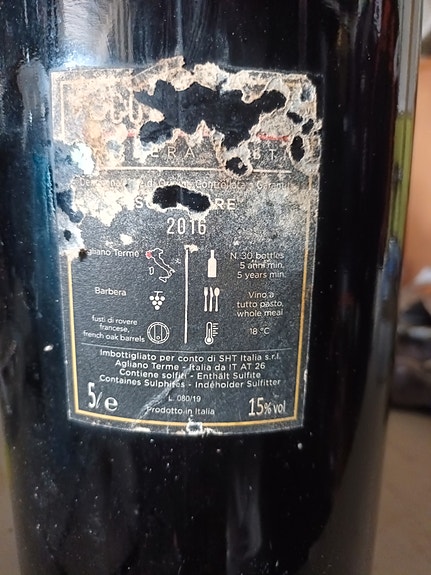 2016
Agliano Terme
N. 30 bottles
5 anni min.
5 years min.
Barbera
Vino a
tutto pasto,
whole meal
fusti di rovere
francese,
french oak barrels
18 °C
Imbottigliato per conto di SHT Italia s.r.l.
Agliano Terme - Italia da IT AT 26
Contiene solfiti - Enthält Sulfite
Containes Sulphites - Indeholder Sulfitter
L. 080/19
5 l e
15% vol
Prodotto in Italia